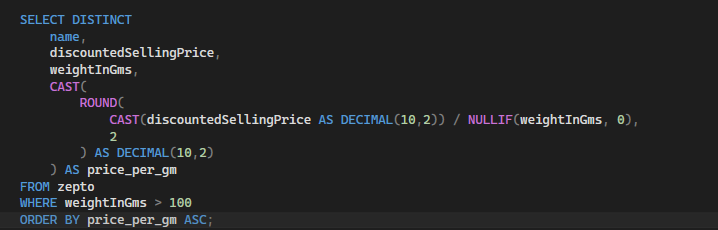 SELECT DISTINCT
    name,
    discountedSellingPrice,
    weightInGms,
    CAST(
        ROUND(
            CAST(discountedSellingPrice AS DECIMAL(10,2)) / NULLIF(weightInGms, 0),
            2
        ) AS DECIMAL(10,2)
    ) AS price_per_gm
FROM zepto
WHERE weightInGms > 100
ORDER BY price_per_gm ASC;